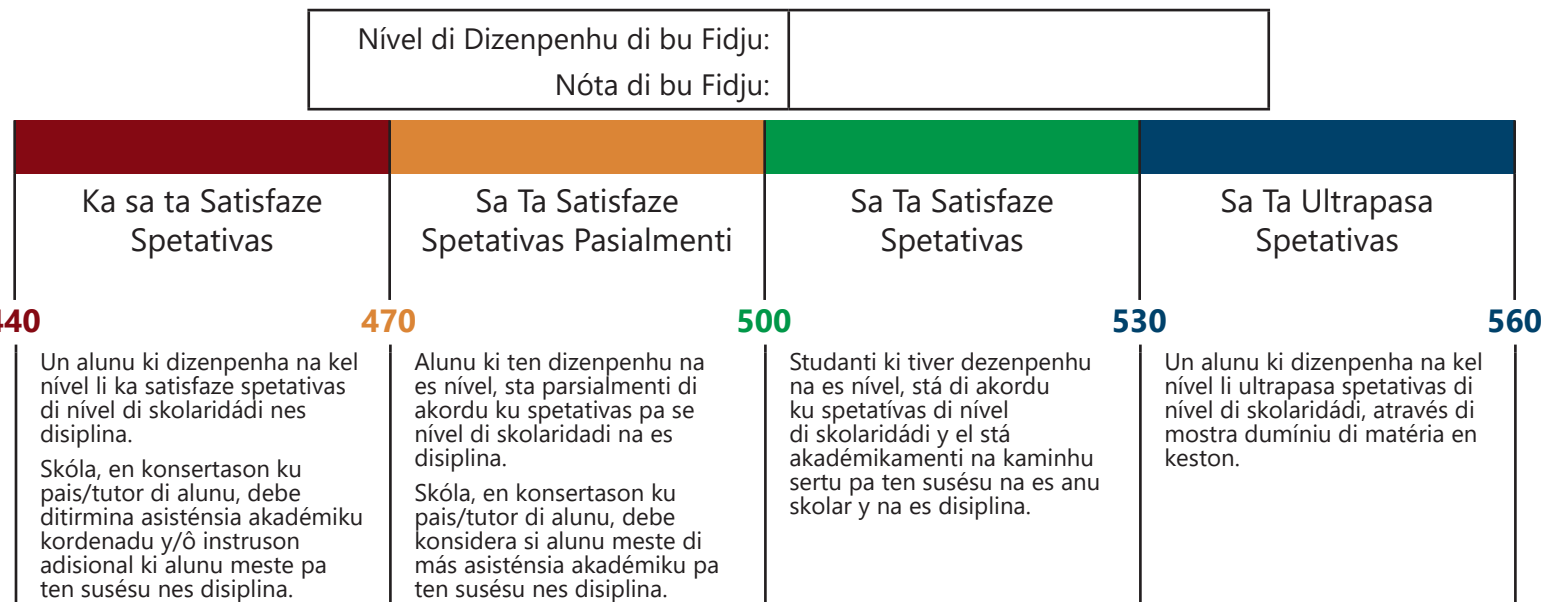 Nível di Dizenpenhu di bu Fidju:
Nóta di bu Fidju:
Ka sa ta Satisfaze
Spetativas
Sa Ta Satisfaze
Spetativas Pasialmenti
Sa Ta Satisfaze
Spetativas
Sa Ta Ultrapasa
Spetativas
440
470
500
530
560
Un alunu ki dizenpenha na kel
nível li ka satisfaze spetativas
di nível di skolaridádi nes
disiplina.
Skóla, en konsertason ku
pais/tutor di alunu, debe
ditirmina asisténsia akadémiku
kordenadu y/ô instruson
adisional ki alunu meste pa
ten susésu nes disiplina.
Alunu ki ten dizenpenhu na
es nível, sta parsialmenti di
akordu ku spetativas pa se
nível di skolaridadi na es
disiplina.
Skóla, en konsertason ku
pais/tutor di alunu, debe
konsidera si alunu meste di
más asisténsia akadémiku pa
ten susésu nes disiplina.
Studanti ki tiver dezenpenhu
na es nível, stá di akordu
ku spetatívas di nível
di skolaridádi y el stá
akadémikamenti na kaminhu
sertu pa ten susésu na es anu
skolar y na es disiplina.
Un alunu ki dizenpenha na kel
nível li ultrapasa spetativas di
nível di skolaridádi, através di
mostra dumíniu di matéria en
keston.